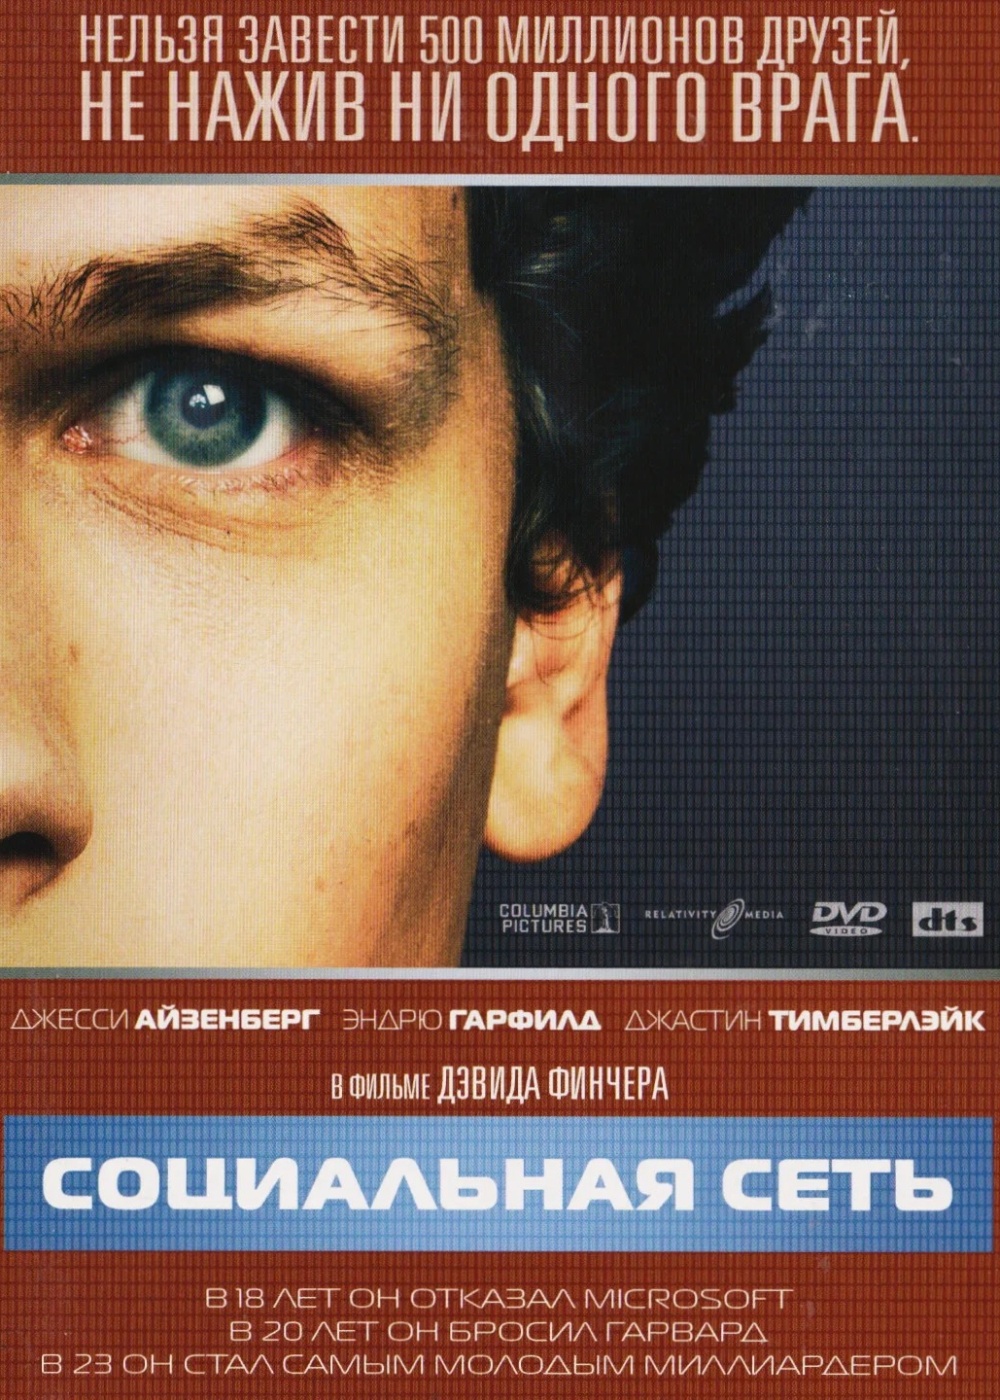 НЕЛЬЗЯ ЗАВЕСТИ 500 МИЛЛИОНОВ ДРУЗЕЙ,
НЕ НАЖИВ НИ ОДНОГО ВРАГА.
COLUMBIA
PICTURES
RELATIVITY MEDIA
DVD
VIDEO
dts
ДЖЕССИ АЙЗЕНБЕРГ ЭНДРЮ ГАРФИЛД ДЖАСТИН ТИМБЕРЛЭЙК
В ФИЛЬМЕ ДЭВИДА ФИНЧЕРА
СОЦИАЛЬНАЯ СЕТЬ
В 18 ЛЕТ ОН ОТКАЗАЛ MICROSOFT
В 20 ЛЕТ ОН БРОСИЛ ГАРВАРД
В 23 ОН СТАЛ САМЫМ МОЛОДЫМ МИЛЛИАРДЕРОМ